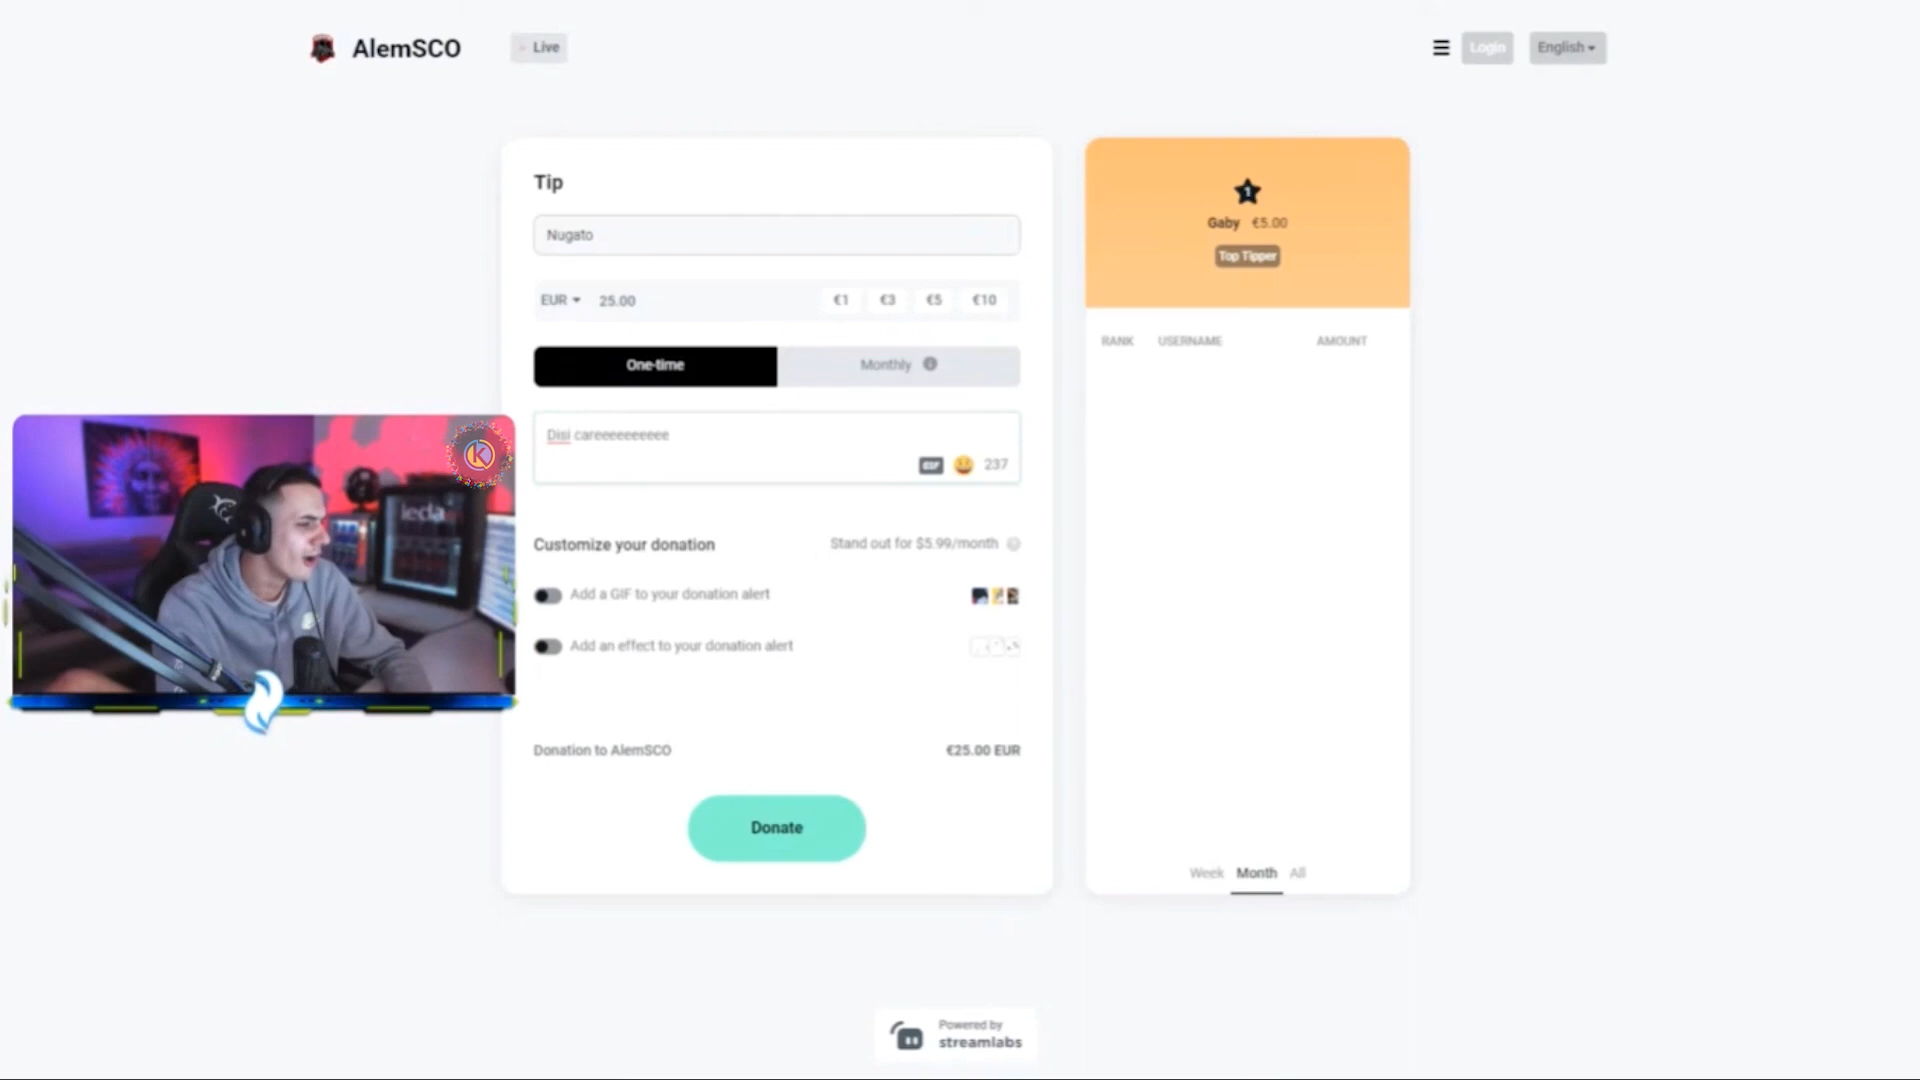 AlemSCO
Live
Login
English
Tip
Nugato
EUR 25.00 €1 €3 €5 €10
One-time
Monthly
Disi careeeeeeeeeee
GIF 237
Customize your donation
Stand out for $5.99/month
Add a GIF to your donation alert
Add an effect to your donation alert
Donation to AlemSCO
€25.00 EUR
Donate
1
Gaby €5.00
Top Tipper
RANK USERNAME AMOUNT
Week Month All
K
Powered by
streamlabs